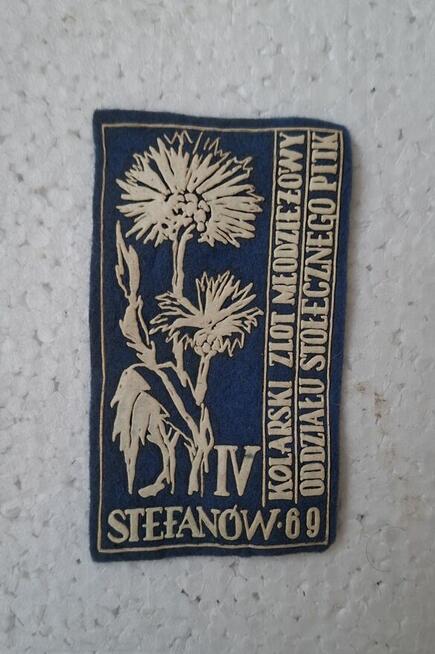 KOLARSKI ZLOT MŁODZIEŻOWY
ODDZIAŁU STOŁECZNEGO PTTK
IV
STEFANÓW·69